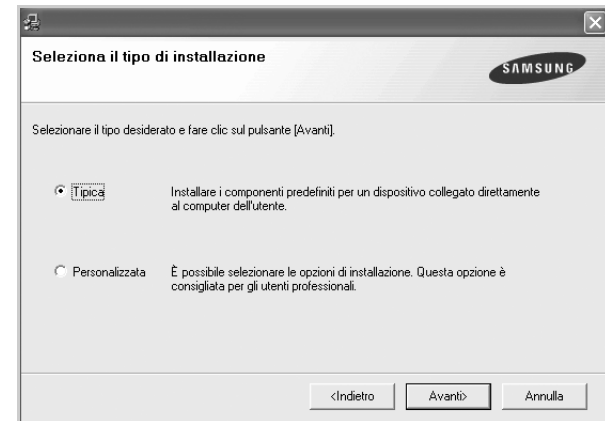 Seleziona il tipo di installazione
SAMSUNG
Selezionare il tipo desiderato e fare clic sul pulsante [Avanti].
Tipica
Installare i componenti predefiniti per un dispositivo collegato direttamente
al computer dell'utente.
Personalizzata
È possibile selezionare le opzioni di installazione. Questa opzione è
consigliata per gli utenti professionali.
<Indietro
Avanti>
Annulla